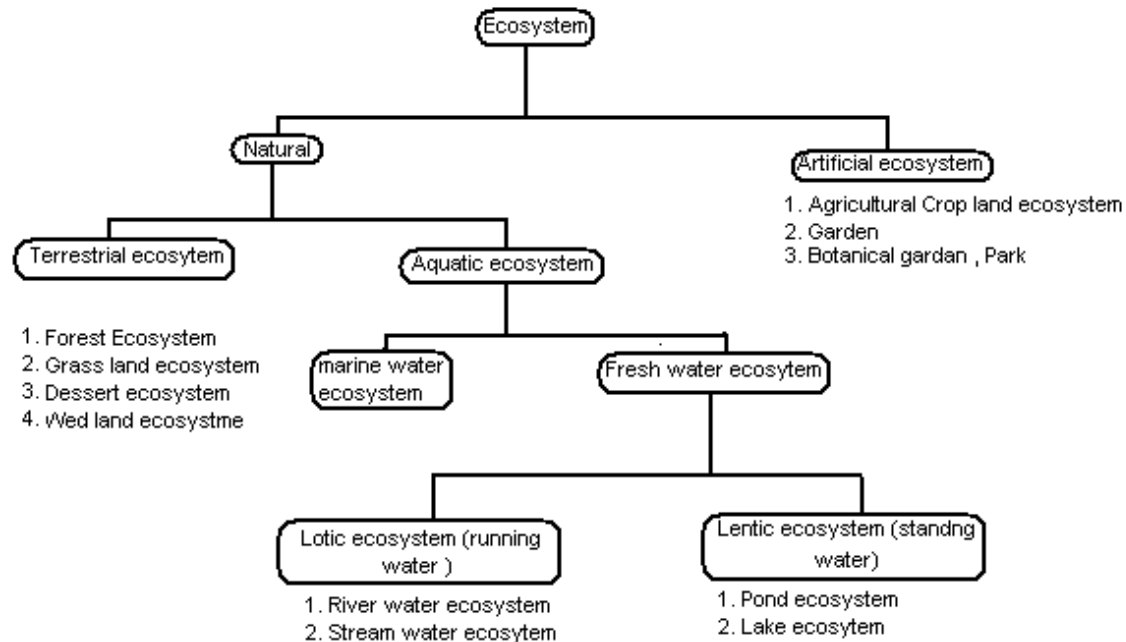 Ecosystem
Natural
Artificial ecosystem
1. Agricultural Crop land ecosystem
2. Garden
3. Botanical gardan , Park
Terrestrial ecosytem
Aquatic ecosystem
1. Forest Ecosystem
2. Grass land ecosystem
3. Dessert ecosystem
4. Wed land ecosystme
marine water
ecosystem
Fresh water ecosytem
Lotic ecosystem (running
water )
Lentic ecosystem (standng
water)
1. River water ecosystem
2. Stream water ecosytem
1. Pond ecosystem
2. Lake ecosytem